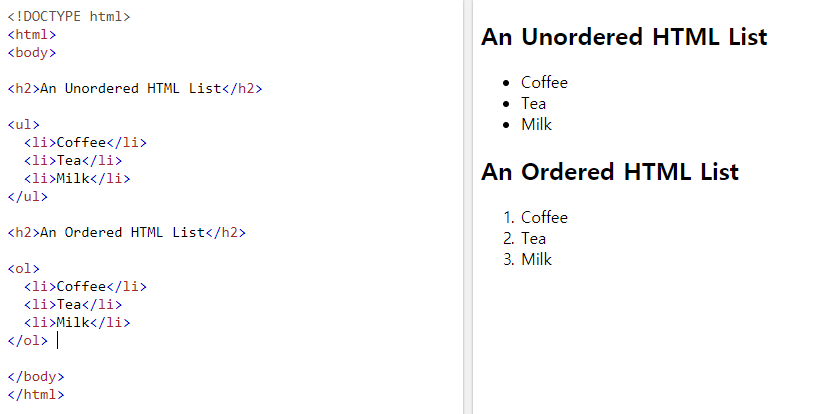 <!DOCTYPE html>
<html>
<body>
<h2>An Unordered HTML List</h2>
<ul>
  <li>Coffee</li>
  <li>Tea</li>
  <li>Milk</li>
</ul>
<h2>An Ordered HTML List</h2>
<ol>
  <li>Coffee</li>
  <li>Tea</li>
  <li>Milk</li>
</ol>
</body>
</html>
An Unordered HTML List
• Coffee
• Tea
• Milk
An Ordered HTML List
1. Coffee
2. Tea
3. Milk